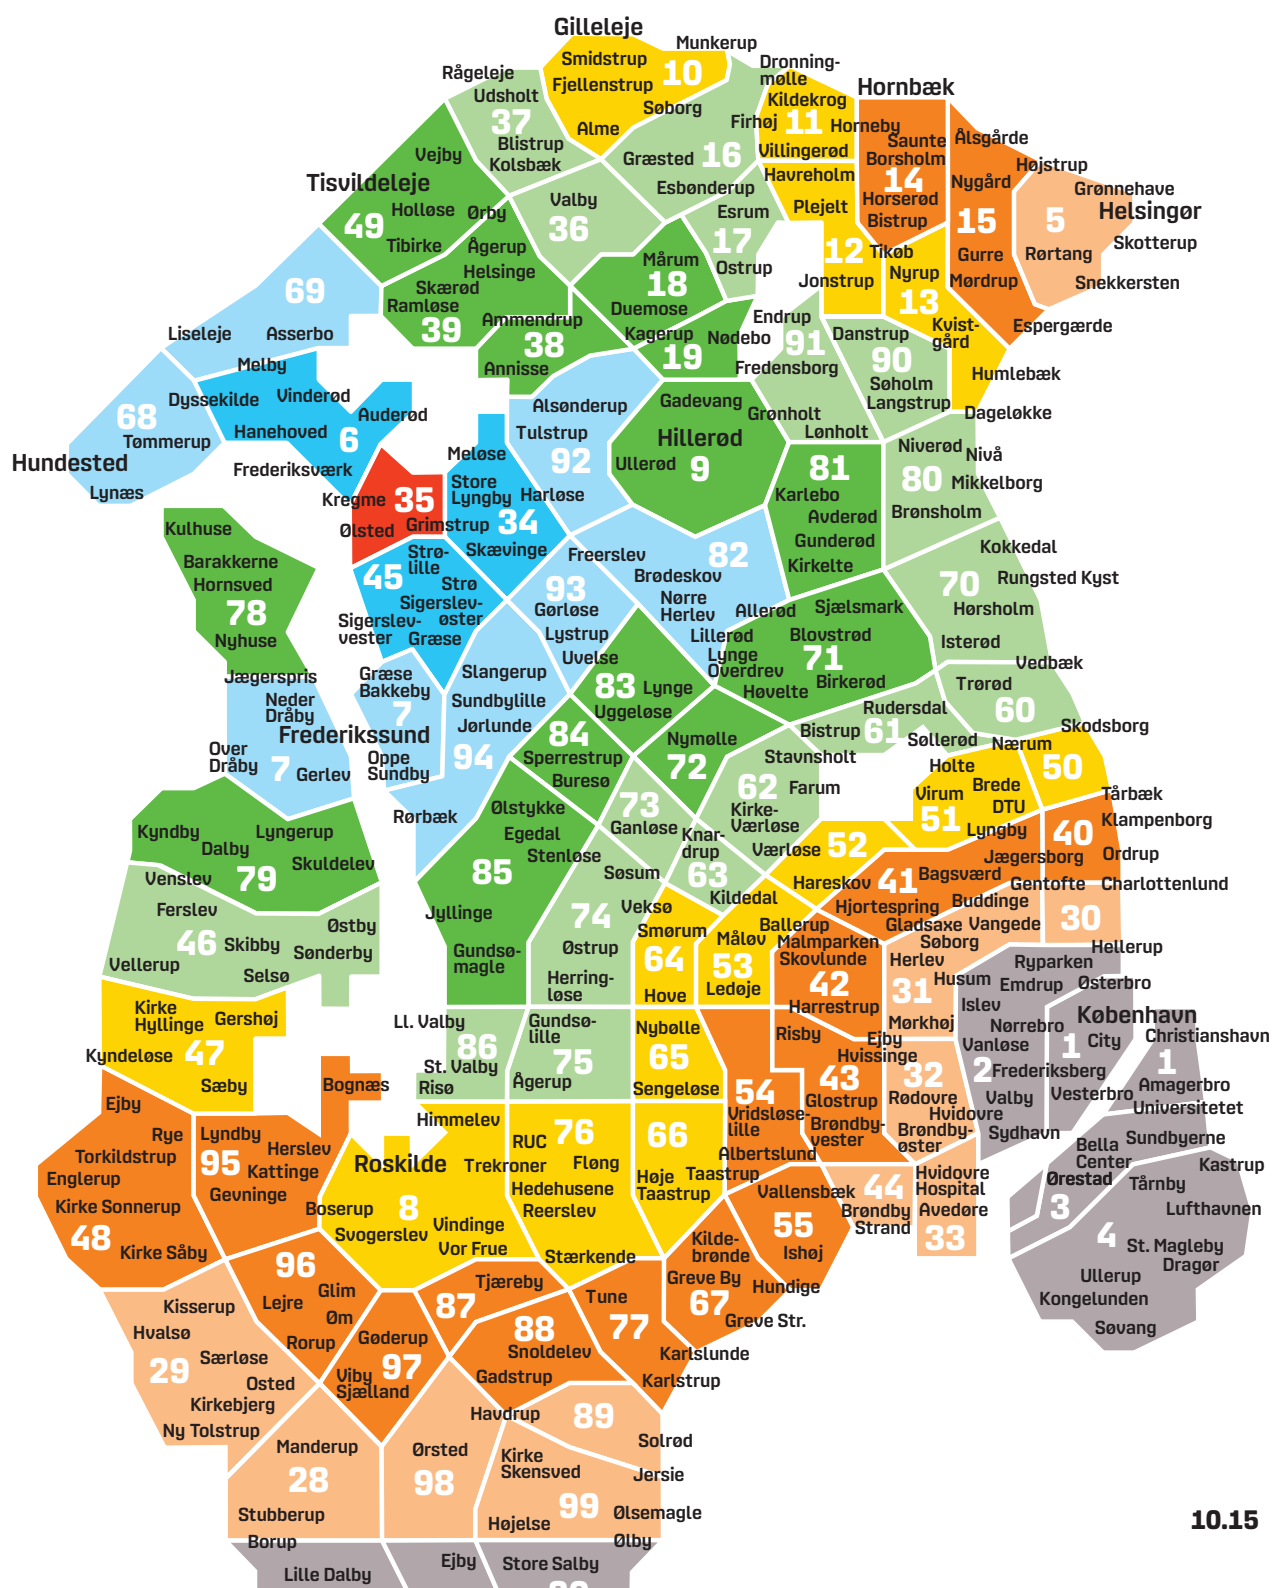 Gilleleje
Munkerup
Smidstrup
10
Fjellenstrup
Søborg
Alme
Rågeleje
Udsholt
37
Blistrup
Kolsbæk
Dronning-
mølle
Kildekrog
Firhøj
11
Villingerød
Hornbæk
Horneby
Saunte
Borsholm
14
Horserød
Bistrup
Ålsgårde
Højstrup
Nygård
15
Gurre
Mørdrup
Grønnehave
Helsingør
5
Skotterup
Rørtang
Snekkersten
Espergærde
Græsted
16
Esbønderup
Havreholm
Plejelt
12
Jonstrup
Tikøb
Nyrup
13
Kvist-
gård
Humlebæk
Dageløkke
Vejby
Tisvildeleje
Holløse
Ørby
49
Tibirke
Valby
36
Esrum
17
Ostrup
Mårum
18
Duemose
Ågerup
Helsinge
Skærød
Ramløse
39
Ammendrup
38
Annisse
Kagerup
19
Nødebo
Endrup
91
Fredensborg
Grønholt
Lønholt
Danstrup
90
Søholm
Langstrup
69
Liseleje
Asserbo
Melby
68
Tømmerup
Hundested
Lynæs
Dyssekilde
Vinderød
Auderød
Hanehoved
6
Frederiksværk
Kregme
35
Ølsted
Grimstrup
Meløse
Store
Lyngby
34
Skævinge
Alsønderup
Tulstrup
92
Harløse
Gadevang
Hillerød
Ullerød
9
81
Karlebo
Avderød
Gunderød
Kirkelte
Niverød
Nivå
80
Mikkelborg
Brønsholm
Kulhuse
Barakkerne
Hornsved
78
Nyhuse
Strø-
lille
45
Strø
Sigerslev-
øster
Sigerslev-
vester
Græse
Freerslev
82
Brødeskov
Nørre
Herlev
Lillerød
93
Gørløse
Lystrup
Uvelse
Allerød
Sjælsmark
Blovstrød
Lynge
Overdrev
71
Birkerød
Høvelte
Kokkedal
70
Rungsted Kyst
Hørsholm
Isterød
Vedbæk
Trørød
60
Skodsborg
Jægerspris
Neder
Dråby
Frederikssund
Over
Dråby
7
Gerlev
Græse
Bakkeby
7
Oppe
Sundby
Slangerup
Sundbylille
Jørlunde
94
Rørbæk
83
Lynge
Uggeløse
84
Sperrestrup
Buresø
Nymølle
72
Rudersdal
Bistrup
61
Søllerød
Stavnsholt
62
Farum
Kirke-
Værløse
Nærum
50
Tårbæk
Holte
Virum
Brede
DTU
51
Lyngby
Klampenborg
40
Ordrup
Charlottenlund
Kyndby
Lyngerup
Dalby
79
Skuldelev
Ølstykke
Egedal
Stenløse
85
Jyllinge
Gundsø-
magle
73
Ganløse
Knar-
drup
63
Kildedal
Værløse
52
Hareskov
41
Jægersborg
Bagsværd
Gentofte
Hjortespring
Buddinge
Gladsaxe
Vangede
Søborg
30
Hellerup
Venslev
Ferslev
46
Skibby
Østby
Sønderby
Vellerup
Selsø
Søsum
74
Østrup
Herring-
løse
Veksø
Smørum
64
Hove
Ballerup
Måløv
53
Ledøje
Malmparken
Skovlunde
42
Harrestrup
Herlev
Husum
31
Mørkhøj
Ryparken
Emdrup
Østerbro
Islev
Nørrebro
Vanløse
2
Frederiksberg
Valby
Sydhavn
København
1
City
Vesterbro
Christianshavn
1
Amagerbro
Universitetet
Kirke
Hyllinge
Gershøj
Kyndeløse
47
Sæby
Ll. Valby
86
St. Valby
Risø
Gundsø-
lille
75
Ågerup
Nybølle
65
Sengeløse
54
Vridsløse-
lille
Albertslund
Risby
Ejby
Hvissinge
43
Glostrup
Brøndby-
vester
32
Rødovre
Hvidovre
Brøndby-
øster
Bella
Center
Sundbyerne
Ørestad
3
Kastrup
Tårnby
Lufthavnen
4
St. Magleby
Dragør
Ullerup
Kongelunden
Søvang
Ejby
Rye
Torkildstrup
Englerup
Kirke Sonnerup
48
Kirke Såby
Bognæs
Lyndby
Herslev
95
Kattinge
Gevninge
Himmelev
Roskilde
Trekroner
Boserup
8
Svogerslev
Vindinge
Vor Frue
RUC
76
Fløng
Hedehusene
Reerslev
Stærkende
66
Høje
Taastrup
Taastrup
Vallensbæk
55
Ishøj
44
Brøndby
Strand
Hvidovre
Hospital
Avedøre
33
Kilde-
brønde
Greve By
67
Hundige
Greve Str.
96
Glim
Lejre
Øm
Rorup
Tjæreby
87
Tune
77
Karlslunde
Karlstrup
Kisserup
Hvalsø
Særløse
29
Osted
Kirkebjerg
Ny Tolstrup
Gøderup
97
Viby
Sjælland
88
Snoldelev
Gadstrup
Havdrup
89
Solrød
Jersie
Manderup
28
Stubberup
Borup
Ørsted
98
Kirke
Skensved
99
Højelse
Ølsemagle
Ølby
10.15
Lille Dalby
Ejby
Store Salby